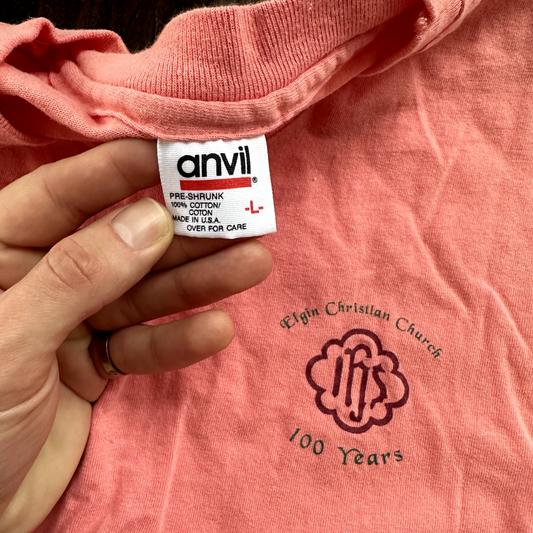 anvil
®
PRE-SHRUNK
100% COTTON/
COTON
MADE IN U.S.A.
OVER FOR CARE
-L-
Elgin Christian Church
IHS
100 Years